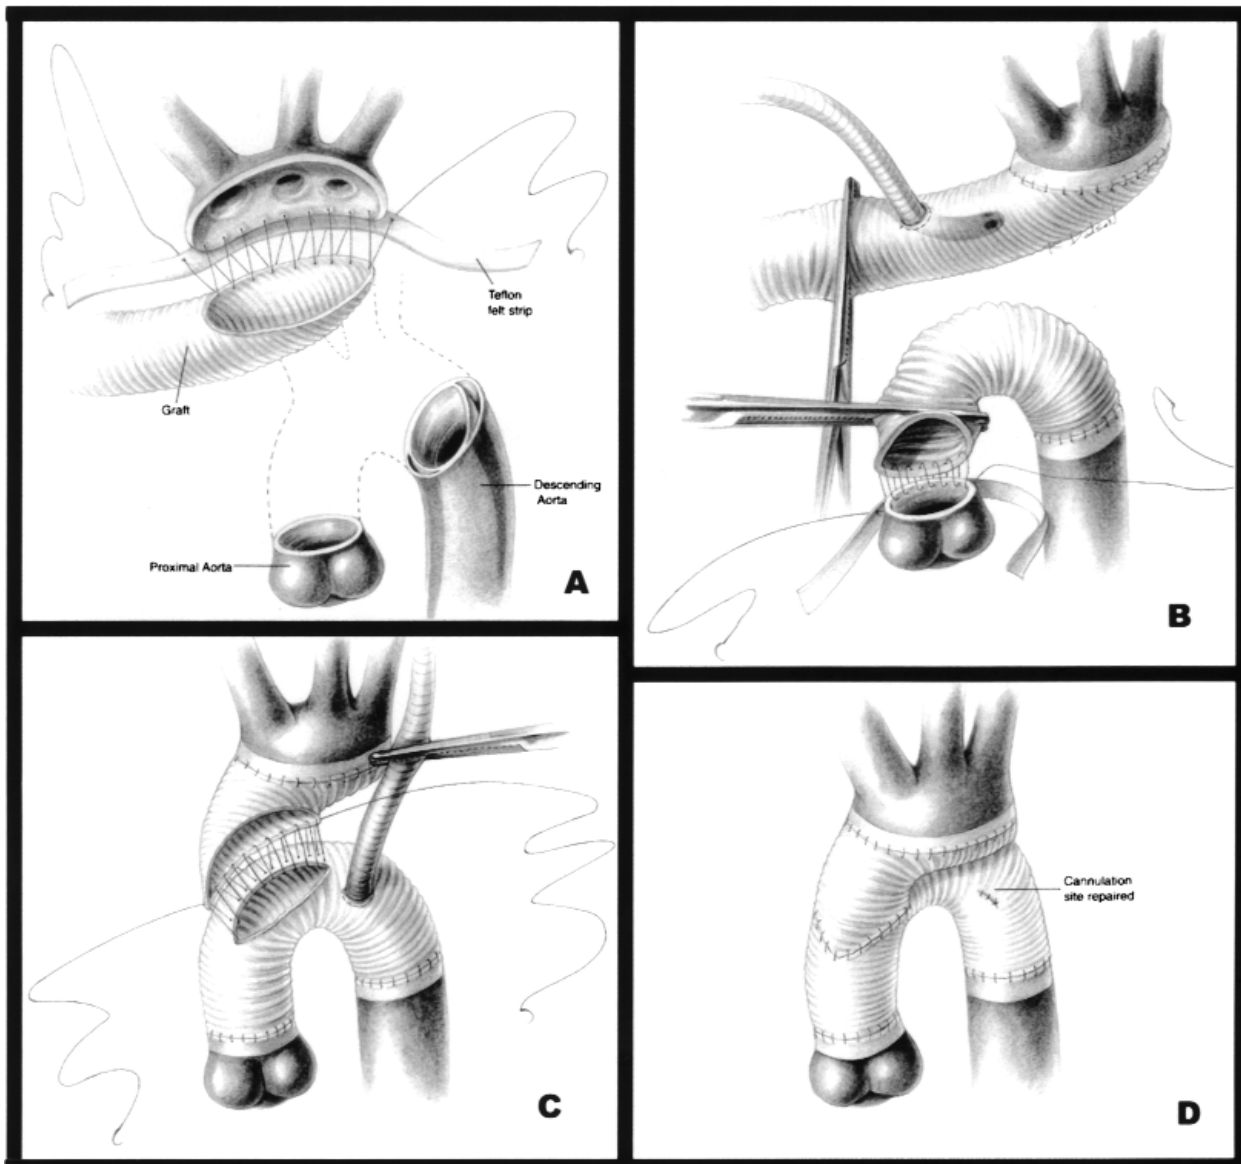 Teflon
felt strip
Graft
Descending
Aorta
Proximal Aorta
A
B
C
Cannulation
site repaired
D